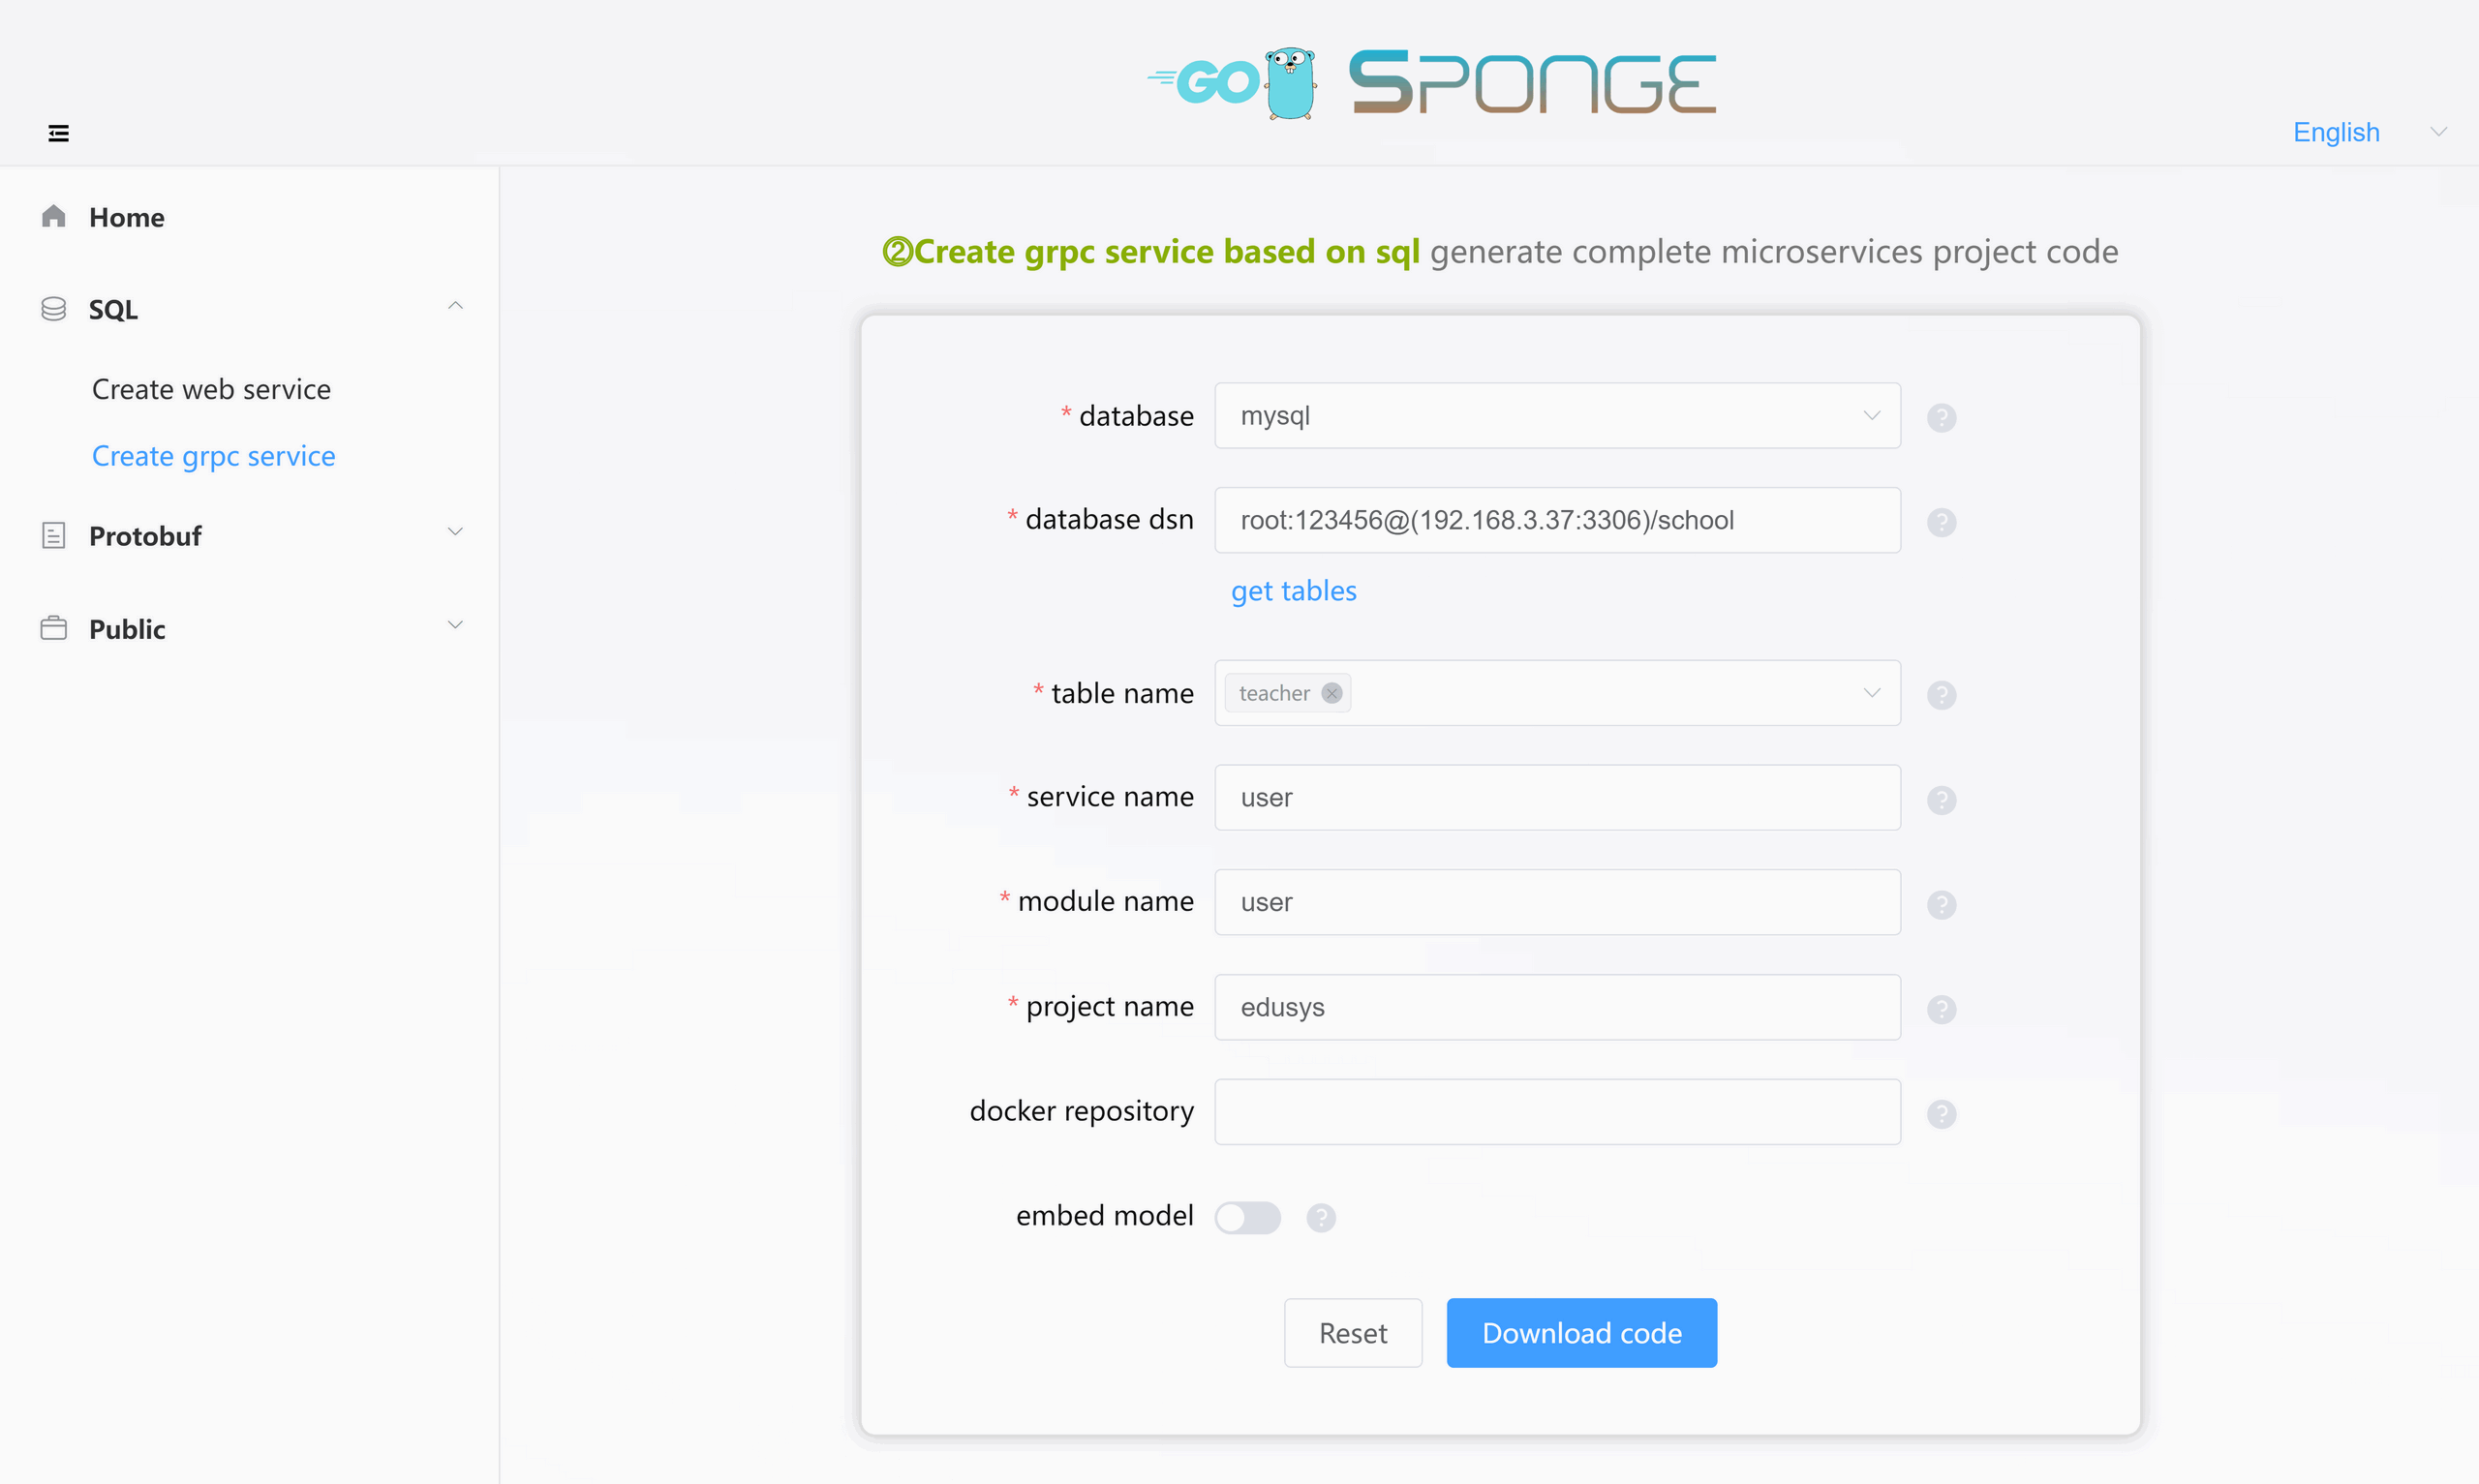 GO SPONGE
English
Home
SQL
Create web service
Create grpc service
Protobuf
Public
②Create grpc service based on sql generate complete microservices project code
* database mysql ?
* database dsn root:123456@(192.168.3.37:3306)/school ?
get tables
* table name teacher ?
* service name user ?
* module name user ?
* project name edusys ?
docker repository ?
embed model ?
Reset Download code